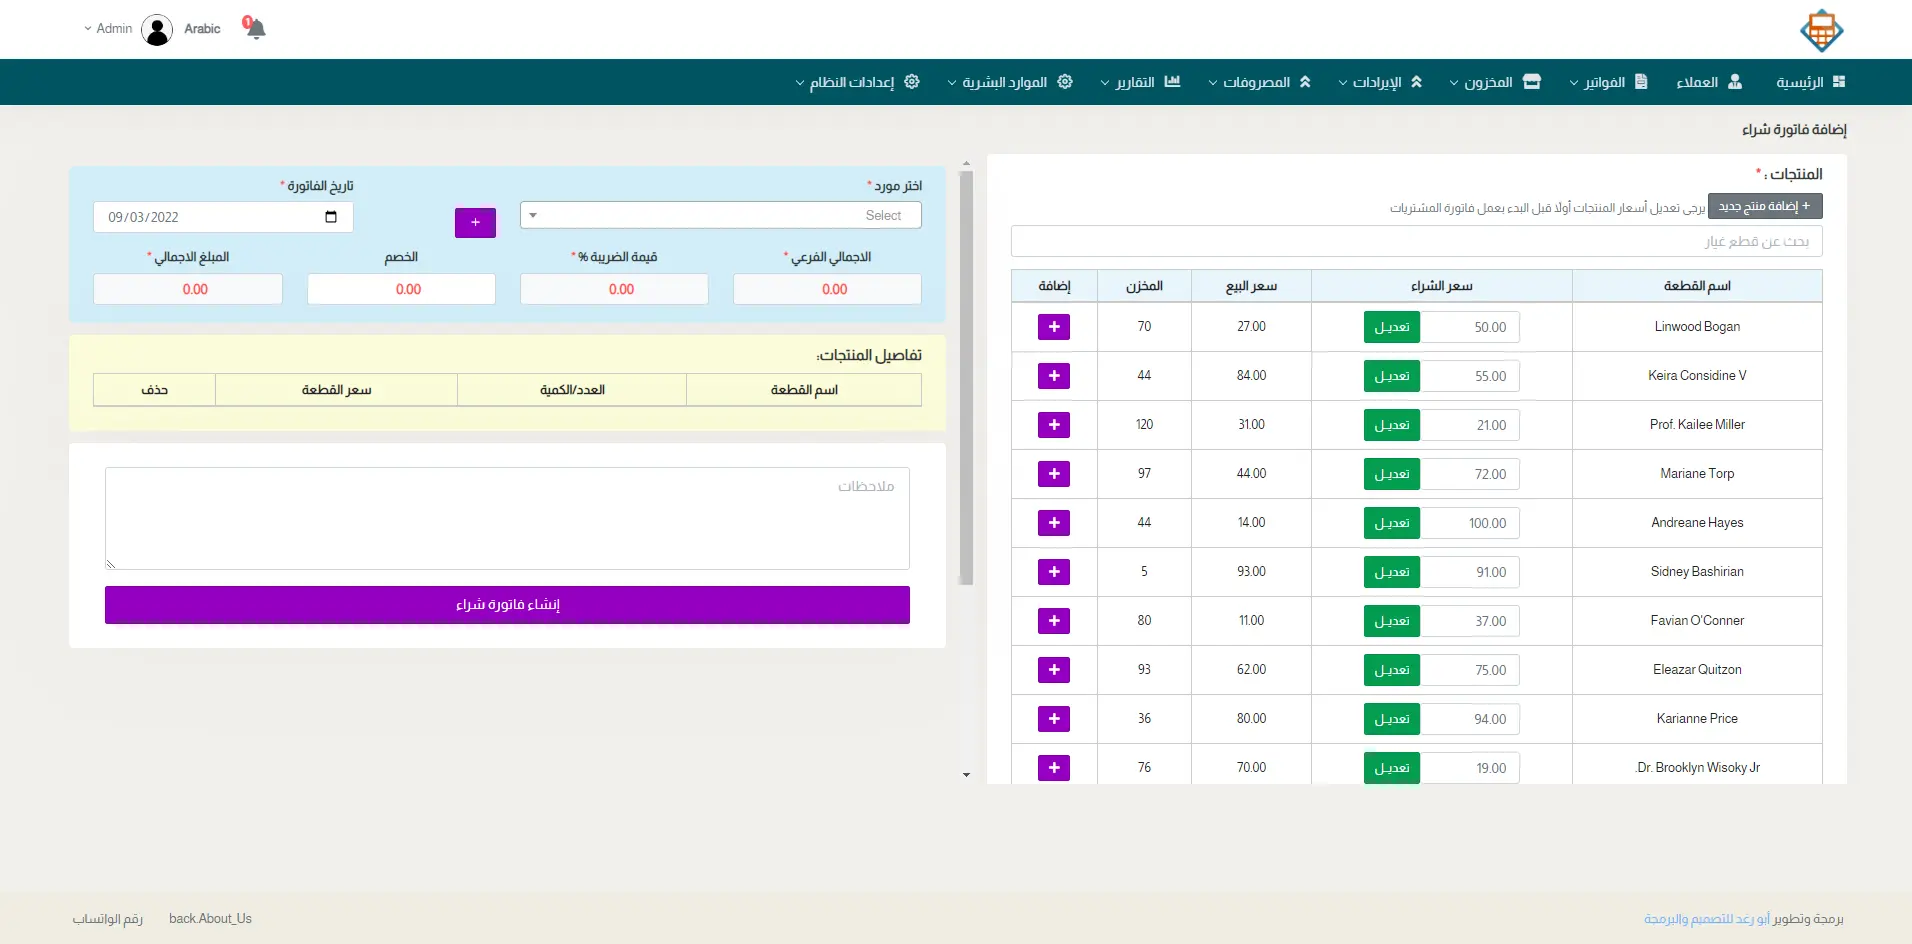 1
Arabic
Admin
الرئيسية
العملاء
الفواتير
المخزون
الإيرادات
المصروفات
التقارير
الموارد البشرية
إعدادات النظام
إضافة فاتورة شراء
المنتجات : *
+ إضافة منتج جديد يرجى تعديل أسعار المنتجات أولاً قبل البدء بعمل فاتورة المشتريات
بحث عن قطع غيار
اسم القطعة سعر الشراء سعر البيع المخزن إضافة
Linwood Bogan 50.00 تعديل 27.00 70 +
Keira Considine V 55.00 تعديل 84.00 44 +
Prof. Kailee Miller 21.00 تعديل 31.00 120 +
Mariane Torp 72.00 تعديل 44.00 97 +
Andreane Hayes 100.00 تعديل 14.00 44 +
Sidney Bashirian 91.00 تعديل 93.00 5 +
Favian O'Conner 37.00 تعديل 11.00 80 +
Eleazar Quitzon 75.00 تعديل 62.00 93 +
Karianne Price 94.00 تعديل 80.00 36 +
.Dr. Brooklyn Wisoky Jr 19.00 تعديل 70.00 76 +
اختر مورد *
تاريخ الفاتورة *
Select
+
09/03/2022
الاجمالي الفرعي *
قيمة الضريبة % *
الخصم
المبلغ الاجمالي *
0.00
0.00
0.00
0.00
تفاصيل المنتجات:
اسم القطعة العدد/الكمية سعر القطعة حذف
ملاحظات
إنشاء فاتورة شراء
برمجة وتطوير أبو رعد للتصميم والبرمجة
back.About_Us
رقم الواتساب